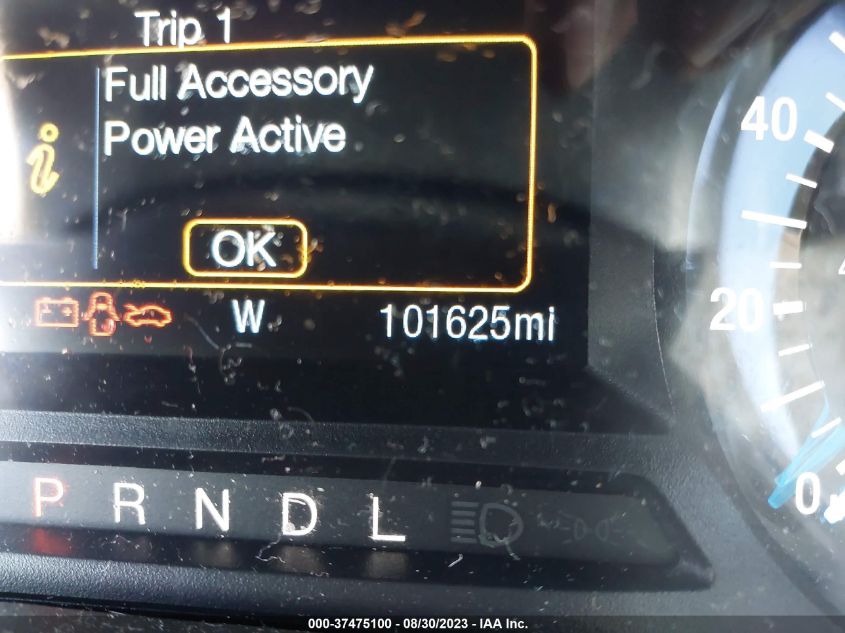 Trip 1
Full Accessory
Power Active
OK
W
101625mi
40
20
0
P R N D L
000-37475100 - 08/30/2023 - IAA Inc.